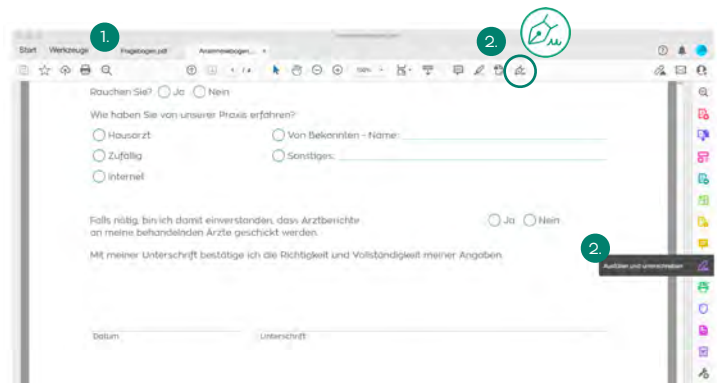 1.
2.
Start Werkzeuge Fragebogen.pdf Anamnesebogen...
Rauchen Sie? Ja Nein
Wie haben Sie von unserer Praxis erfahren?
Hausarzt Von Bekannten - Name:
Zufällig Sonstiges:
Internet
Falls nötig, bin ich damit einverstanden, dass Arztberichte Ja Nein
an meine behandelnden Ärzte geschickt werden.
Mit meiner Unterschrift bestätige ich die Richtigkeit und Vollständigkeit meiner Angaben.
2.
Ausfüllen und unterschreiben
Datum Unterschrift